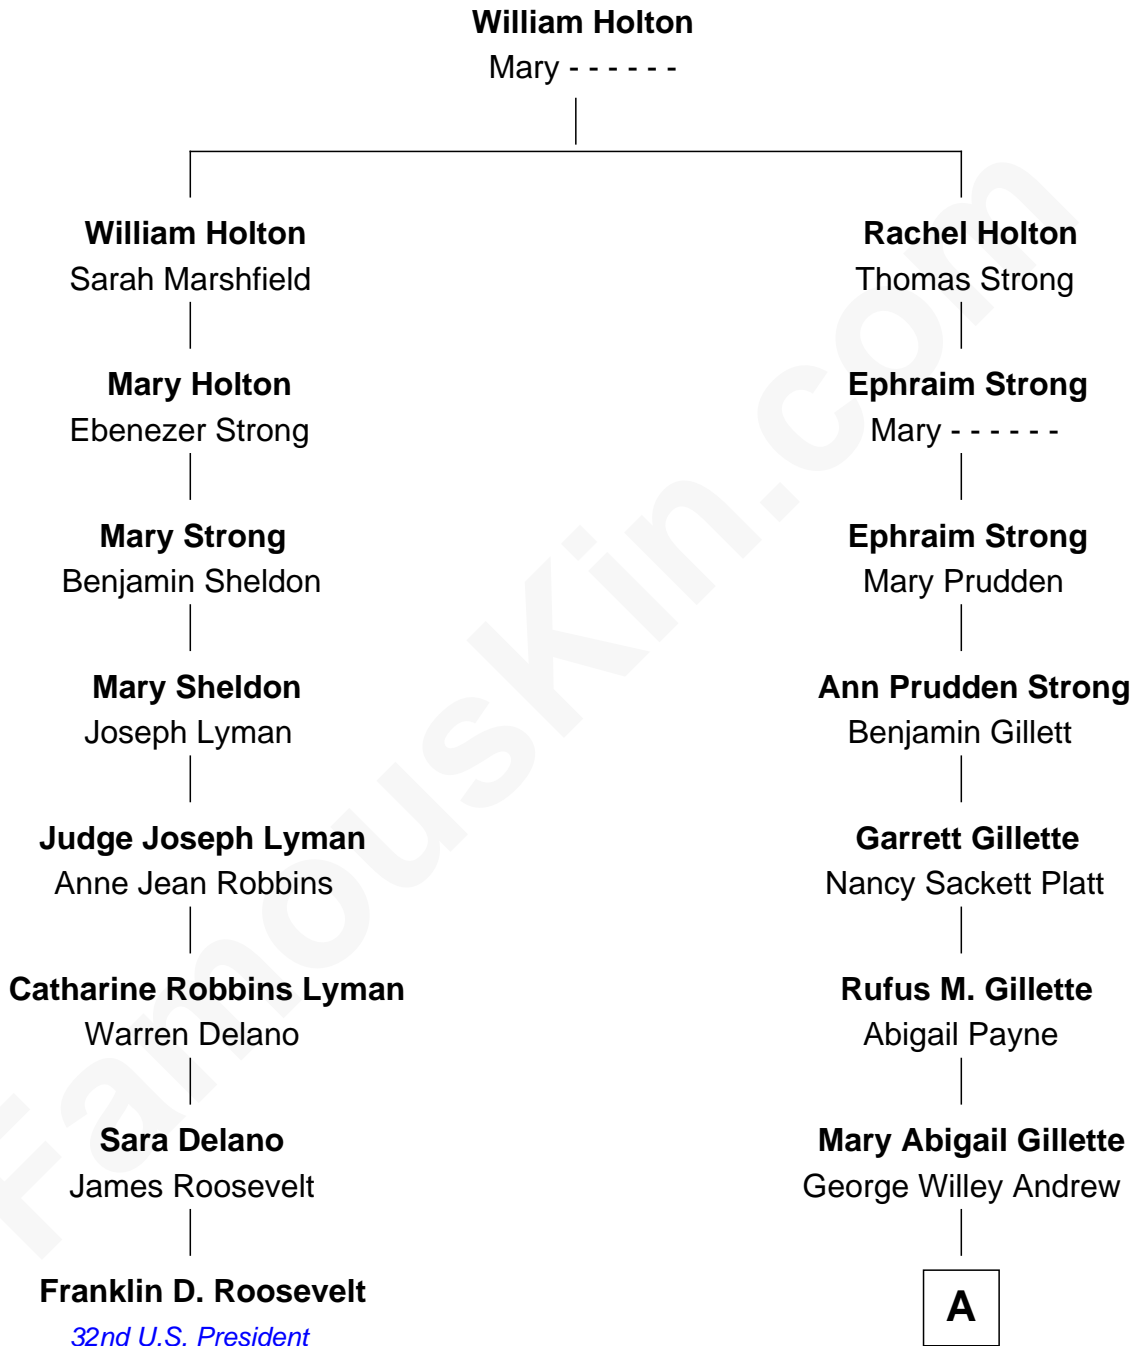 William Holton
Mary - - - - - -
William Holton
Sarah Marshfield
Rachel Holton
Thomas Strong
Mary Holton
Ebenezer Strong
Ephraim Strong
Mary - - - - - -
Mary Strong
Benjamin Sheldon
Ephraim Strong
Mary Prudden
Mary Sheldon
Joseph Lyman
Ann Prudden Strong
Benjamin Gillett
Judge Joseph Lyman
Anne Jean Robbins
Garrett Gillette
Nancy Sackett Platt
Catharine Robbins Lyman
Warren Delano
Rufus M. Gillette
Abigail Payne
Sara Delano
James Roosevelt
Mary Abigail Gillette
George Willey Andrew
Franklin D. Roosevelt
32nd U.S. President
A
FamousKin.com